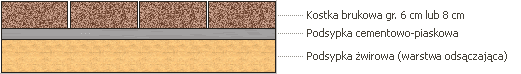 Kostka brukowa gr. 6 cm lub 8 cm
Podsypka cementowo-piaskowa
Podsypka żwirowa (warstwa odsączająca)